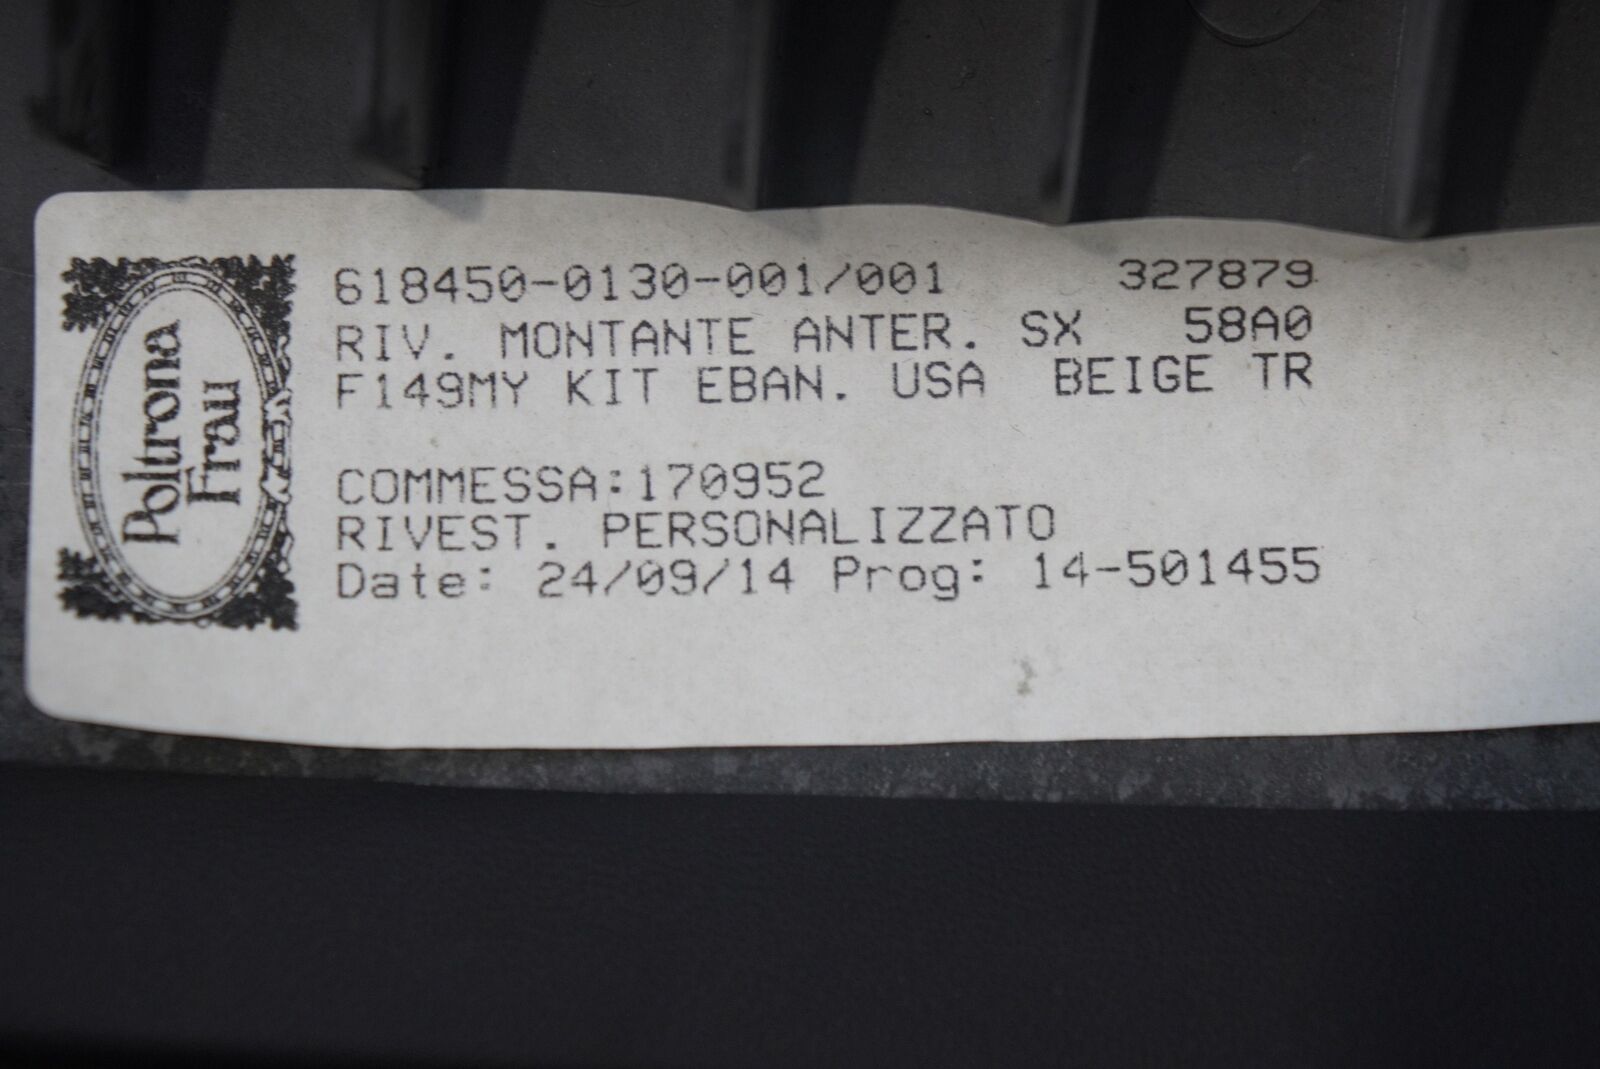 Poltrona
Frau
618450-0130-001/001 327879
RIV. MONTANTE ANTER. SX 58A0
F149MY KIT EBAN. USA BEIGE TR
COMMESSA:170952
RIVEST. PERSONALIZZATO
Date: 24/09/14 Prog: 14-501455